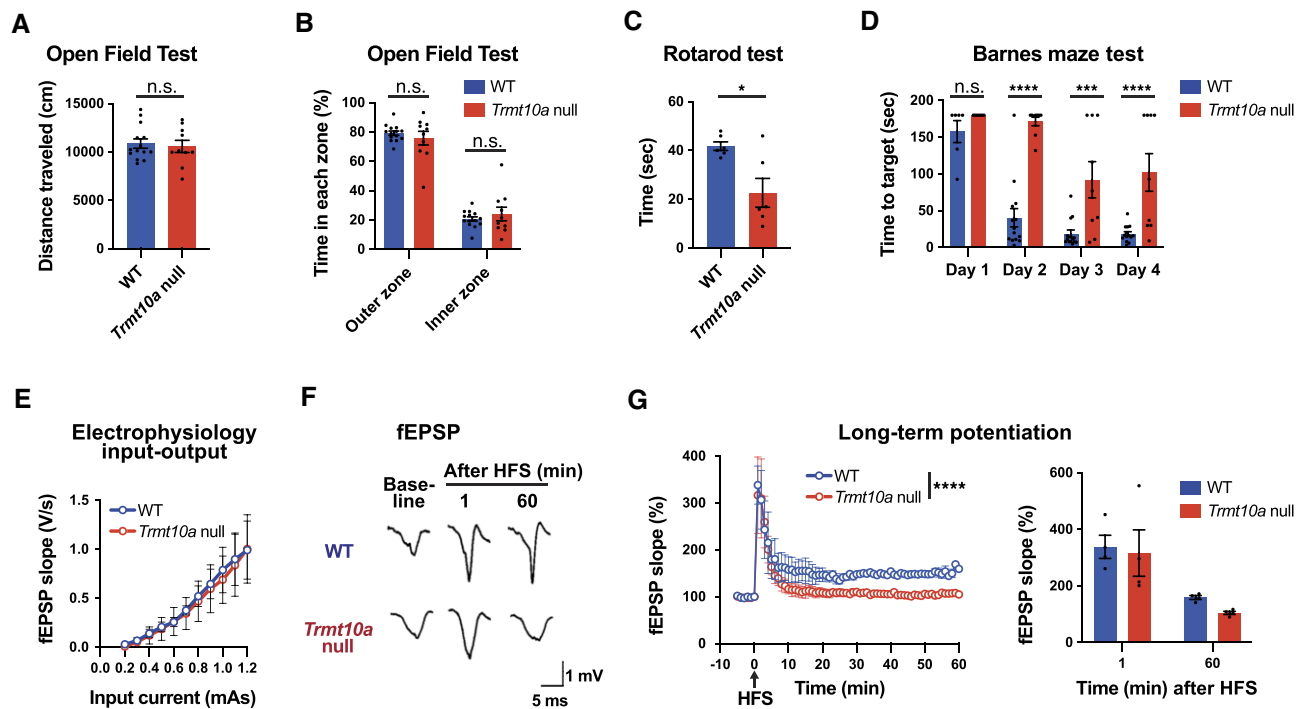 A
Open Field Test
n.s.
Distance traveled (cm)
15000
10000
5000
0
WT
Trmt10a null
B
Open Field Test
WT
Trmt10a null
n.s.
n.s.
Time in each zone (%)
100
80
60
40
20
0
Outer zone
Inner zone
C
Rotarod test
*
Time (sec)
60
40
20
0
WT
Trmt10a null
D
Barnes maze test
n.s.
****
***
****
WT
Trmt10a null
Time to target (sec)
200
150
100
50
0
Day 1
Day 2
Day 3
Day 4
E
Electrophysiology
input-output
WT
Trmt10a null
fEPSP slope (V/s)
1.5
1.0
0.5
0.0
0.0
0.2
0.4
0.6
0.8
1.0
1.2
Input current (mAs)
F
fEPSP
After HFS (min)
Base-
line
1
60
WT
Trmt10a
null
1 mV
5 ms
G
Long-term potentiation
WT
Trmt10a null
****
fEPSP slope (%)
400
300
200
100
0
-10
0
10
20
30
40
50
60
HFS
Time (min)
WT
Trmt10a null
fEPSP slope (%)
600
400
200
0
1
60
Time (min) after HFS